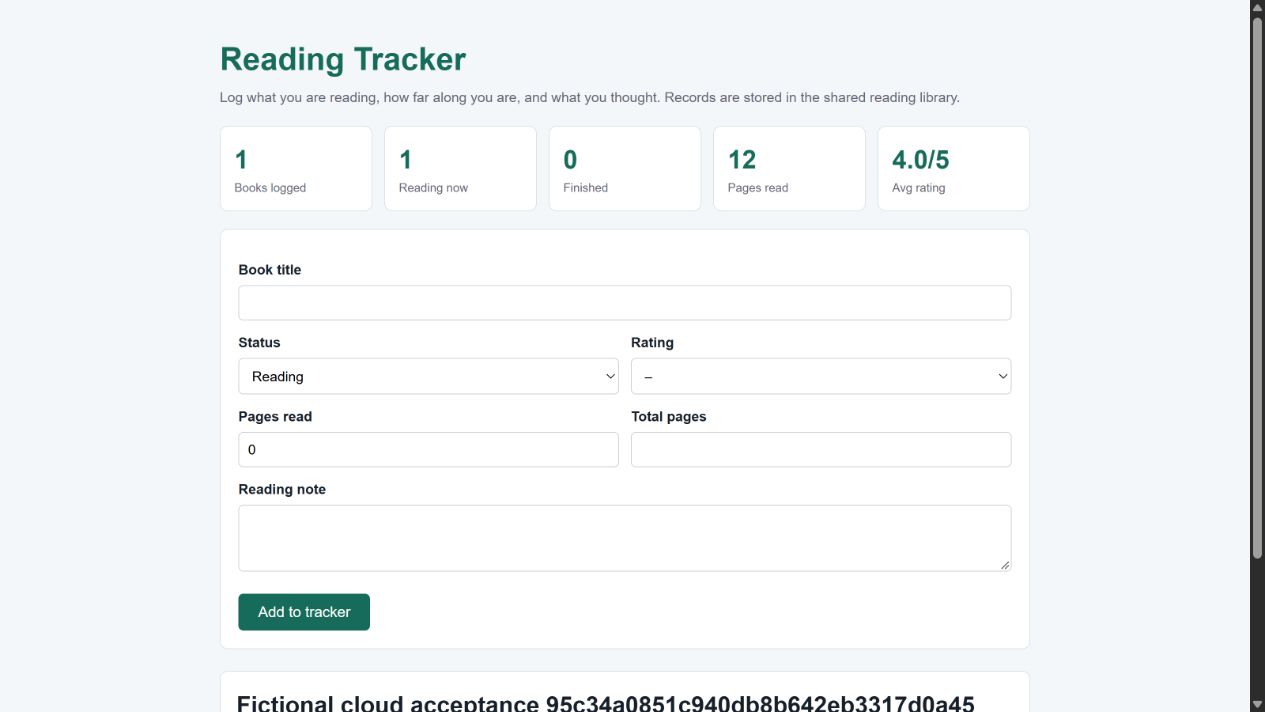 Reading Tracker
Log what you are reading, how far along you are, and what you thought. Records are stored in the shared reading library.
1
Books logged
1
Reading now
0
Finished
12
Pages read
4.0/5
Avg rating
Book title
Status
Rating
Reading
–
Pages read
Total pages
0
Reading note
Add to tracker
Fictional cloud acceptance 95c34a0851c940db8b642eb3317d0a45